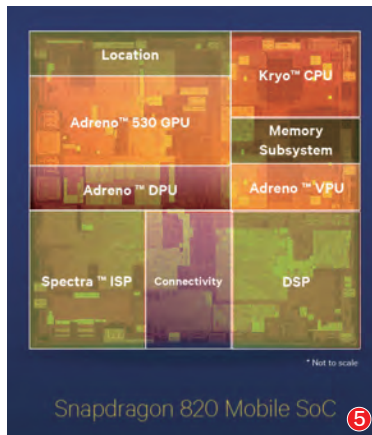 Location
Kryo™ CPU
Adreno™ 530 GPU
Memory
Subsystem
Adreno™ DPU
Adreno™ VPU
Spectra™ ISP
Connectivity
DSP
* Not to scale
Snapdragon 820 Mobile SoC
5